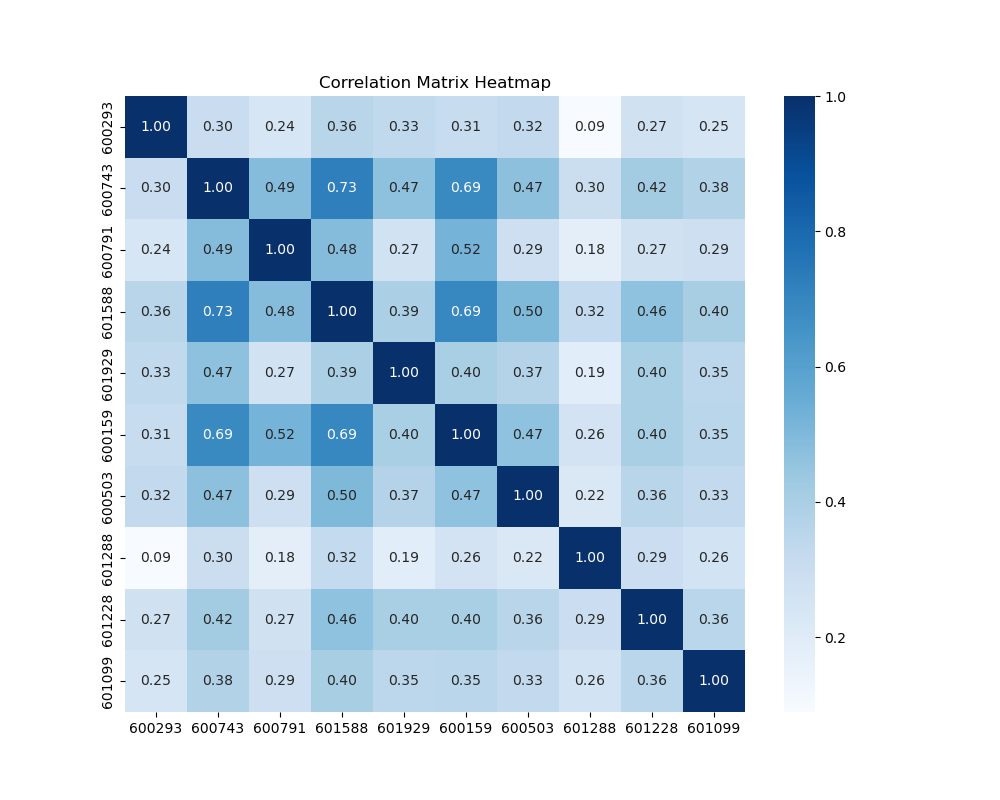 Correlation Matrix Heatmap
600293 1.00 0.30 0.24 0.36 0.33 0.31 0.32 0.09 0.27 0.25
600743 0.30 1.00 0.49 0.73 0.47 0.69 0.47 0.30 0.42 0.38
600791 0.24 0.49 1.00 0.48 0.27 0.52 0.29 0.18 0.27 0.29
601588 0.36 0.73 0.48 1.00 0.39 0.69 0.50 0.32 0.46 0.40
601929 0.33 0.47 0.27 0.39 1.00 0.40 0.37 0.19 0.40 0.35
600159 0.31 0.69 0.52 0.69 0.40 1.00 0.47 0.26 0.40 0.35
600503 0.32 0.47 0.29 0.50 0.37 0.47 1.00 0.22 0.36 0.33
601288 0.09 0.30 0.18 0.32 0.19 0.26 0.22 1.00 0.29 0.26
601228 0.27 0.42 0.27 0.46 0.40 0.40 0.36 0.29 1.00 0.36
601099 0.25 0.38 0.29 0.40 0.35 0.35 0.33 0.26 0.36 1.00
600293 600743 600791 601588 601929 600159 600503 601288 601228 601099
1.0
0.8
0.6
0.4
0.2